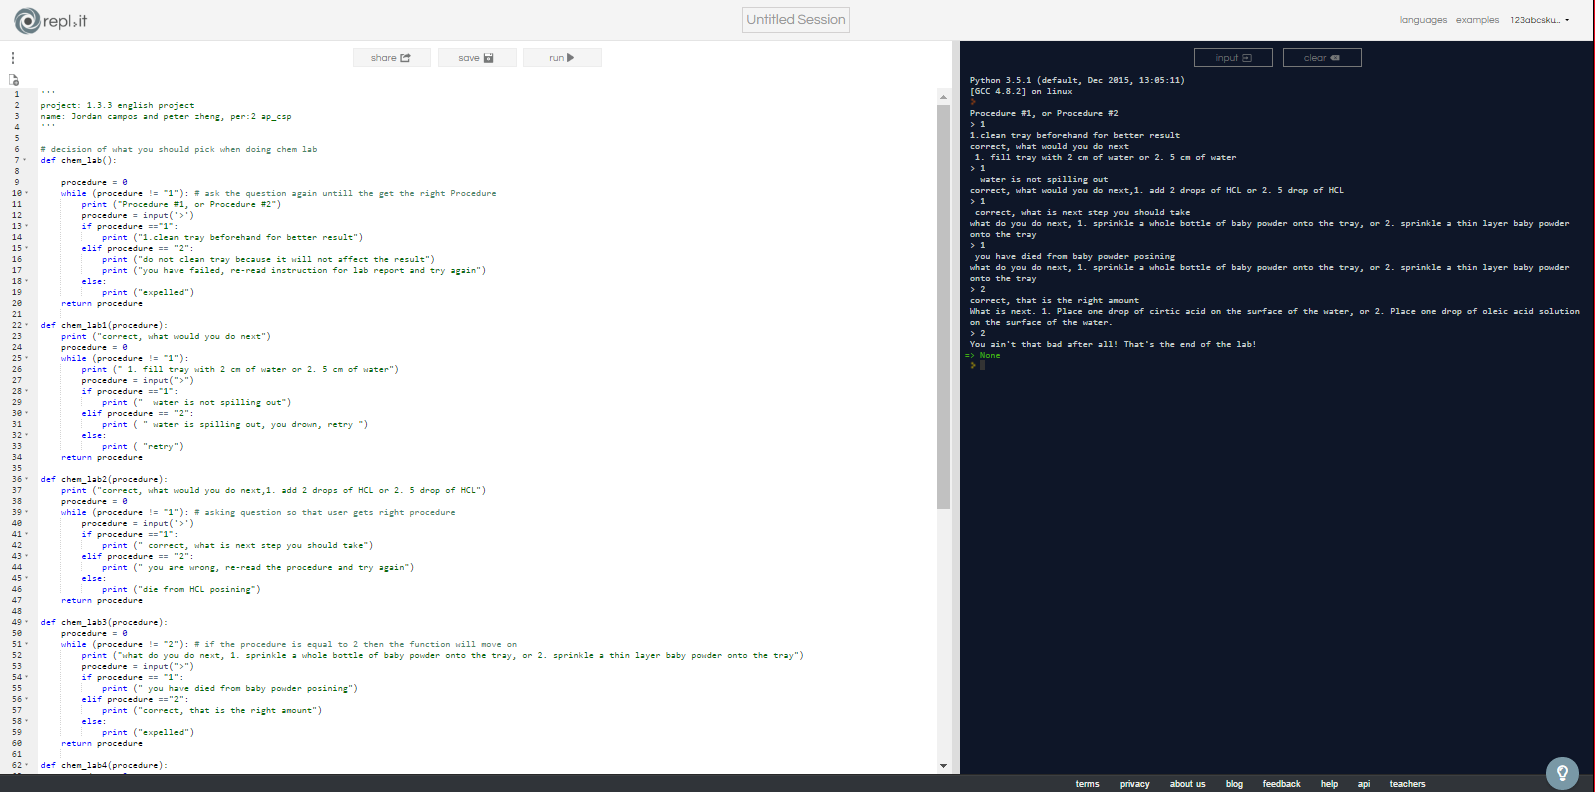 repl.it
Untitled Session
languages examples 123abcsku...
share save run
input clear
1 '''
2 project: 1.3.3 english project
3 name: Jordan campos and peter zheng, per:2 ap_csp
4 '''
5
6 # decision of what you should pick when doing chem lab
7 def chem_lab():
8
9 procedure = 0
10 while (procedure != "1"): # ask the question again untill the get the right Procedure
11 print ("Procedure #1, or Procedure #2")
12 procedure = input('>')
13 if procedure =="1":
14 print ("1.clean tray beforehand for better result")
15 elif procedure == "2":
16 print ("do not clean tray because it will not affect the result")
17 print ("you have failed, re-read instruction for lab report and try again")
18 else:
19 print ("expelled")
20 return procedure
21
22 def chem_lab1(procedure):
23 print ("correct, what would you do next")
24 procedure = 0
25 while (procedure != "1":
26 print (" 1. fill tray with 2 cm of water or 2. 5 cm of water")
27 procedure = input(">")
28 if procedure =="1":
29 print ("  water is not spilling out")
30 elif procedure == "2":
31 print ( " water is spilling out, you drown, retry ")
32 else:
33 print ( "retry")
34 return procedure
35
36 def chem_lab2(procedure):
37 print ("correct, what would you do next,1. add 2 drops of HCL or 2. 5 drop of HCL")
38 procedure = 0
39 while (procedure != "1"): # asking question so that user gets right procedure
40 procedure = input('>')
41 if procedure =="1":
42 print (" correct, what is next step you should take")
43 elif procedure == "2":
44 print (" you are wrong, re-read the procedure and try again")
45 else:
46 print ("die from HCL posining")
47 return procedure
48
49 def chem_lab3(procedure):
50 procedure = 0
51 while (procedure != "2"): # if the procedure is equal to 2 then the function will move on
52 print ("what do you do next, 1. sprinkle a whole bottle of baby powder onto the tray, or 2. sprinkle a thin layer baby powder onto the tray")
53 procedure = input(">")
54 if procedure == "1":
55 print (" you have died from baby powder posining")
56 elif procedure =="2":
57 print ("correct, that is the right amount")
58 else:
59 print ("expelled")
60 return procedure
61
62 def chem_lab4(procedure):
Python 3.5.1 (default, Dec 2015, 13:05:11)
[GCC 4.8.2] on linux
Procedure #1, or Procedure #2
> 1
1.clean tray beforehand for better result
correct, what would you do next
1. fill tray with 2 cm of water or 2. 5 cm of water
> 1
water is not spilling out
correct, what would you do next,1. add 2 drops of HCL or 2. 5 drop of HCL
> 1
correct, what is next step you should take
what do you do next, 1. sprinkle a whole bottle of baby powder onto the tray, or 2. sprinkle a thin layer baby powder
onto the tray
> 1
you have died from baby powder posining
what do you do next, 1. sprinkle a whole bottle of baby powder onto the tray, or 2. sprinkle a thin layer baby powder
onto the tray
> 2
correct, that is the right amount
What is next. 1. Place one drop of cirtic acid on the surface of the water, or 2. Place one drop of oleic acid solution
on the surface of the water.
> 2
You ain't that bad after all! That's the end of the lab!
=> None
terms privacy about us blog feedback help api teachers